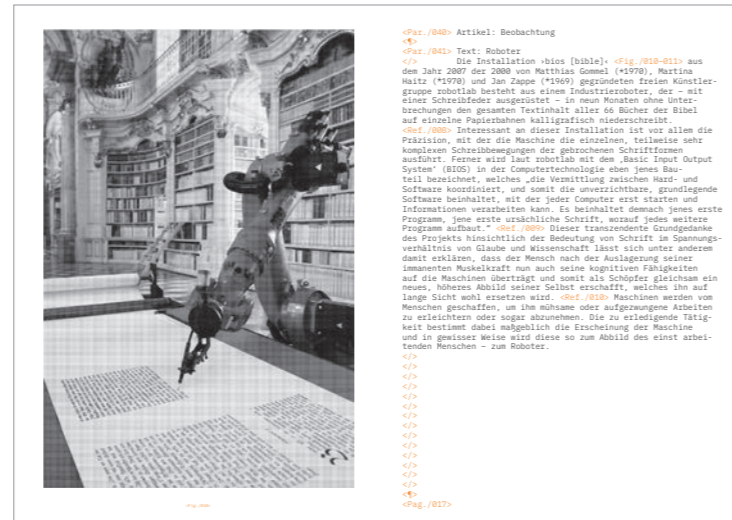 <Par./040> Artikel: Beobachtung
<¶>
<Par./041> Text: Roboter
</> Die Installation ›bios [bible]‹ <Fig./010–011> aus
dem Jahr 2007 der 2000 von Matthias Gommel (*1970), Martina
Haitz (*1970) und Jan Zappe (*1969) gegründeten freien Künstler-
gruppe robotlab besteht aus einem Industrieroboter, der – mit
einer Schreibfeder ausgerüstet – in neun Monaten ohne Unter-
brechungen den gesamten Textinhalt aller 66 Bücher der Bibel
auf einzelne Papierbahnen kalligrafisch niederschreibt.
<Ref./008> Interessant an dieser Installation ist vor allem die
Präzision, mit der die Maschine die einzelnen, teilweise sehr
komplexen Schreibbewegungen der gebrochenen Schriftformen
ausführt. Ferner wird laut robotlab mit dem ‚Basic Input Output
System‘ (BIOS) in der Computertechnologie eben jenes Bau-
teil bezeichnet, welches „die Vermittlung zwischen Hard- und
Software koordiniert, und somit die unverzichtbare, grundlegende
Software beinhaltet, mit der jeder Computer erst starten und
Informationen verarbeiten kann. Es beinhaltet demnach jenes erste
Programm, jene erste ursächliche Schrift, worauf jedes weitere
Programm aufbaut.“ <Ref./009> Dieser transzendente Grundgedanke
des Projekts hinsichtlich der Bedeutung von Schrift im Spannungs-
verhältnis von Glaube und Wissenschaft lässt sich unter anderem
damit erklären, dass der Mensch nach der Auslagerung seiner
immanenten Muskelkraft nun auch seine kognitiven Fähigkeiten
auf die Maschinen überträgt und somit als Schöpfer gleichsam ein
neues, höheres Abbild seiner Selbst erschafft, welches ihn auf
lange Sicht wohl ersetzen wird. <Ref./010> Maschinen werden vom
Menschen geschaffen, um ihm mühsame oder aufgezwungene Arbeiten
zu erleichtern oder sogar abzunehmen. Die zu erledigende Tätig-
keit bestimmt dabei maßgeblich die Erscheinung der Maschine
und in gewisser Weise wird diese so zum Abbild des einst arbei-
tenden Menschen – zum Roboter.
</>
</>
</>
</>
</>
</>
</>
</>
</>
</>
</>
</>
</>
</>
<¶>
<Pag./017>